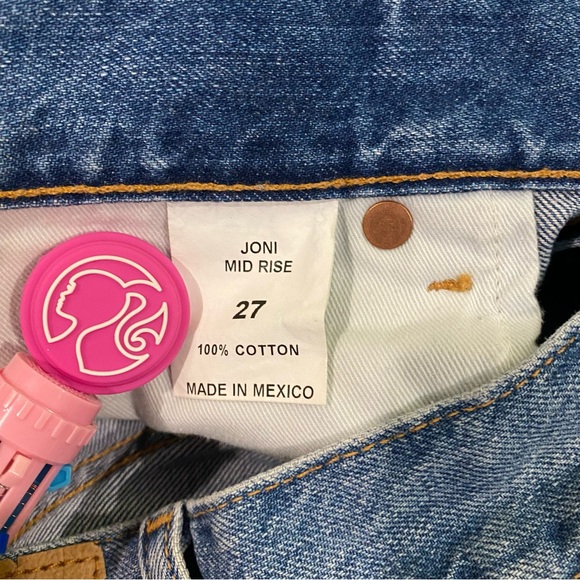 JONI
MID RISE
27
100% COTTON
MADE IN MEXICO